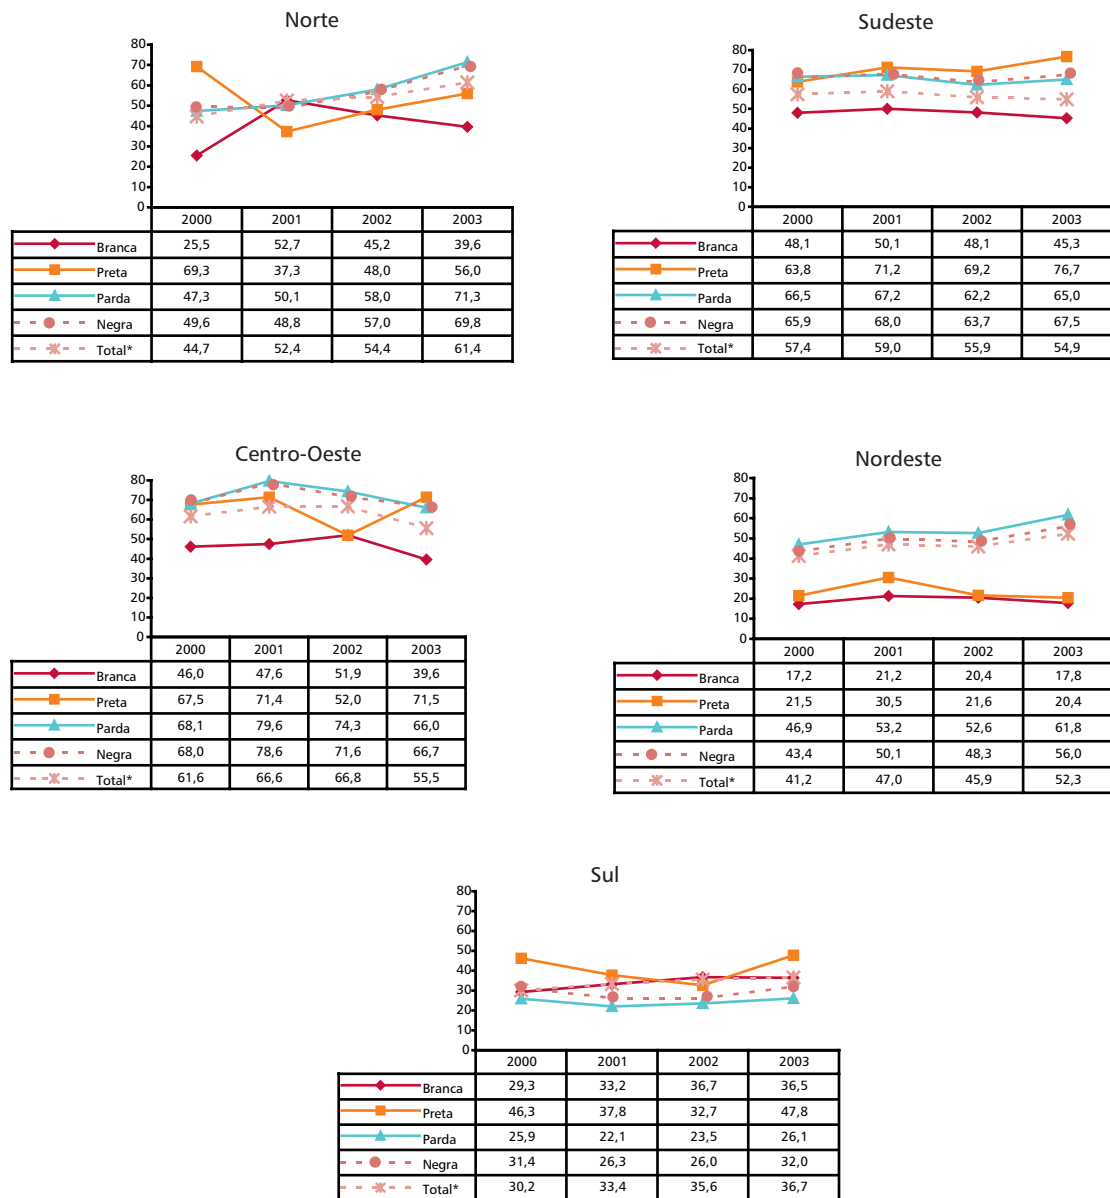 Norte
80
70
60
50
40
30
20
10
0
2000 2001 2002 2003
Branca 25,5 52,7 45,2 39,6
Preta 69,3 37,3 48,0 56,0
Parda 47,3 50,1 58,0 71,3
Negra 49,6 48,8 57,0 69,8
Total* 44,7 52,4 54,4 61,4
Sudeste
80
70
60
50
40
30
20
10
0
2000 2001 2002 2003
Branca 48,1 50,1 48,1 45,3
Preta 63,8 71,2 69,2 76,7
Parda 66,5 67,2 62,2 65,0
Negra 65,9 68,0 63,7 67,5
Total* 57,4 59,0 55,9 54,9
Centro-Oeste
80
70
60
50
40
30
20
10
0
2000 2001 2002 2003
Branca 46,0 47,6 51,9 39,6
Preta 67,5 71,4 52,0 71,5
Parda 68,1 79,6 74,3 66,0
Negra 68,0 78,6 71,6 66,7
Total* 61,6 66,6 66,8 55,5
Nordeste
80
70
60
50
40
30
20
10
0
2000 2001 2002 2003
Branca 17,2 21,2 20,4 17,8
Preta 21,5 30,5 21,6 20,4
Parda 46,9 53,2 52,6 61,8
Negra 43,4 50,1 48,3 56,0
Total* 41,2 47,0 45,9 52,3
Sul
80
70
60
50
40
30
20
10
0
2000 2001 2002 2003
Branca 29,3 33,2 36,7 36,5
Preta 46,3 37,8 32,7 47,8
Parda 25,9 22,1 23,5 26,1
Negra 31,4 26,3 26,0 32,0
Total* 30,2 33,4 35,6 36,7